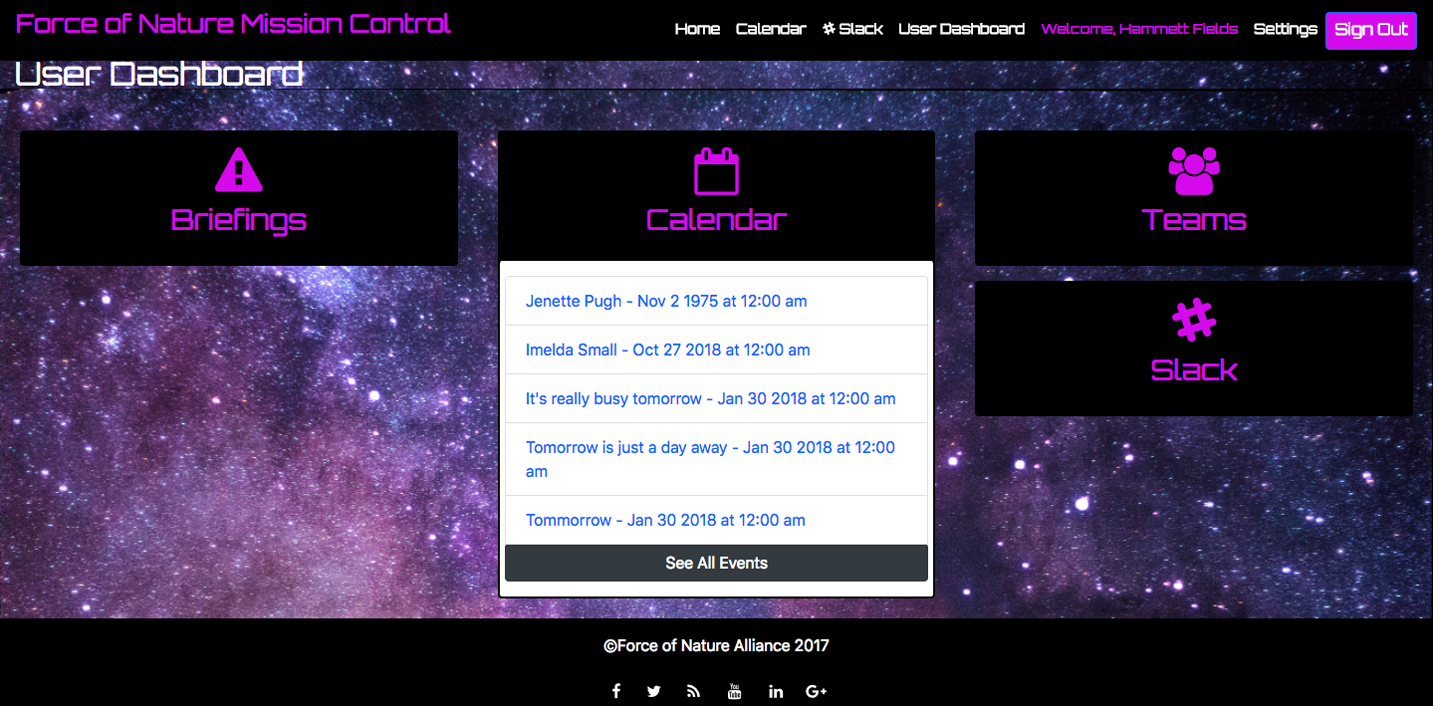 Force of Nature Mission Control
Home Calendar Slack User Dashboard Welcome, Hammett Fields Settings Sign Out
User Dashboard
Briefings
Calendar
Teams
Slack
Jenette Pugh - Nov 2 1975 at 12:00 am
Imelda Small - Oct 27 2018 at 12:00 am
It's really busy tomorrow - Jan 30 2018 at 12:00 am
Tomorrow is just a day away - Jan 30 2018 at 12:00
am
Tommorrow - Jan 30 2018 at 12:00 am
See All Events
©Force of Nature Alliance 2017
You
Tube
in
G+